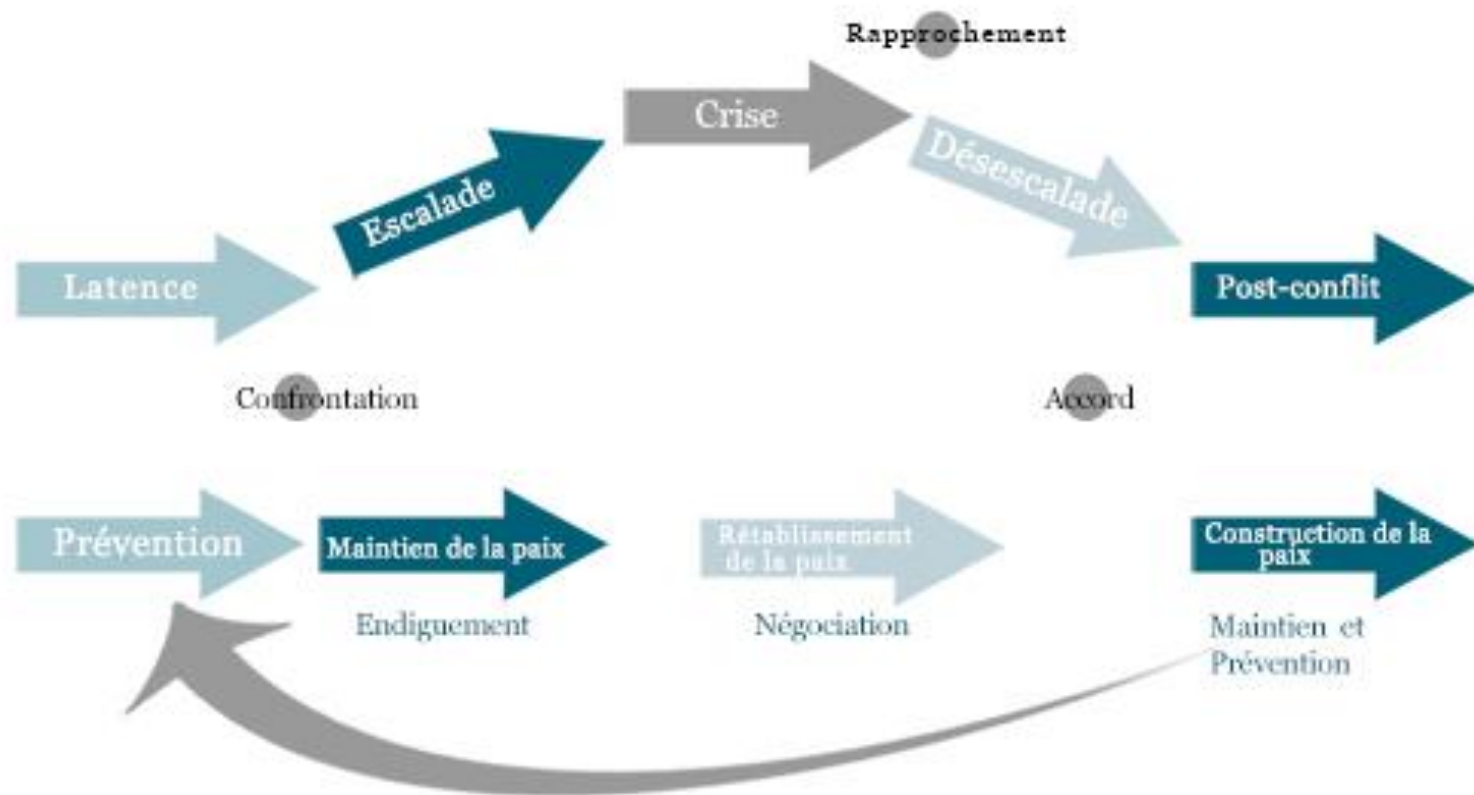 Rapprochement
Crise
Désescalade
Escalade
Latence
Post-conflit
Confrontation
Accord
Prévention
Maintien de la paix
Rétablissement
de la paix
Construction de la
paix
Endiguement
Négociation
Maintien et
Prévention